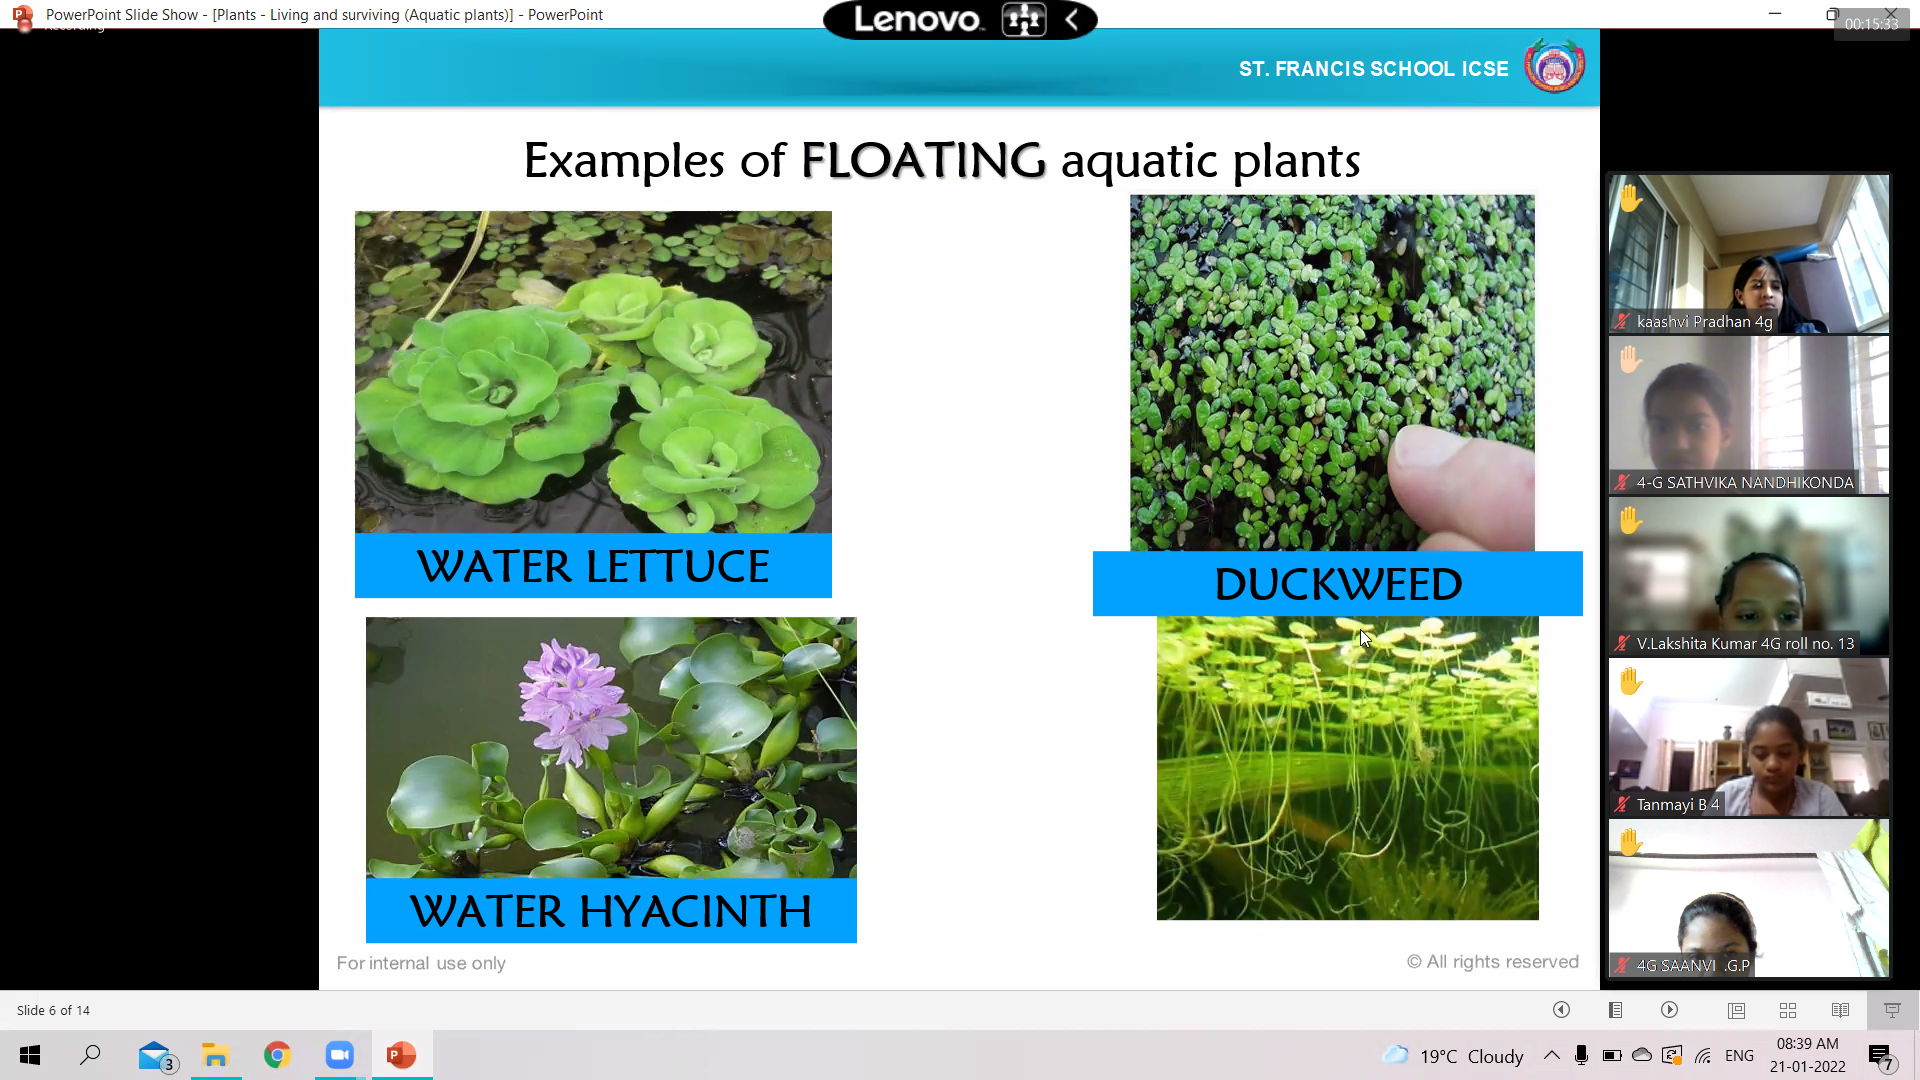 PowerPoint Slide Show - [Plants - Living and surviving (Aquatic plants)] - PowerPoint
Recording
Lenovo
00:15:33
ST. FRANCIS SCHOOL ICSE
Examples of FLOATING aquatic plants
WATER LETTUCE
DUCKWEED
WATER HYACINTH
For internal use only
© All rights reserved
kaashvi Pradhan 4g
4-G SATHVIKA NANDHIKONDA
V.Lakshita Kumar 4G roll no. 13
Tanmayi B 4
4G SAANVI .G.P
Slide 6 of 14
3
19°C Cloudy
ENG
08:39 AM
21-01-2022
7